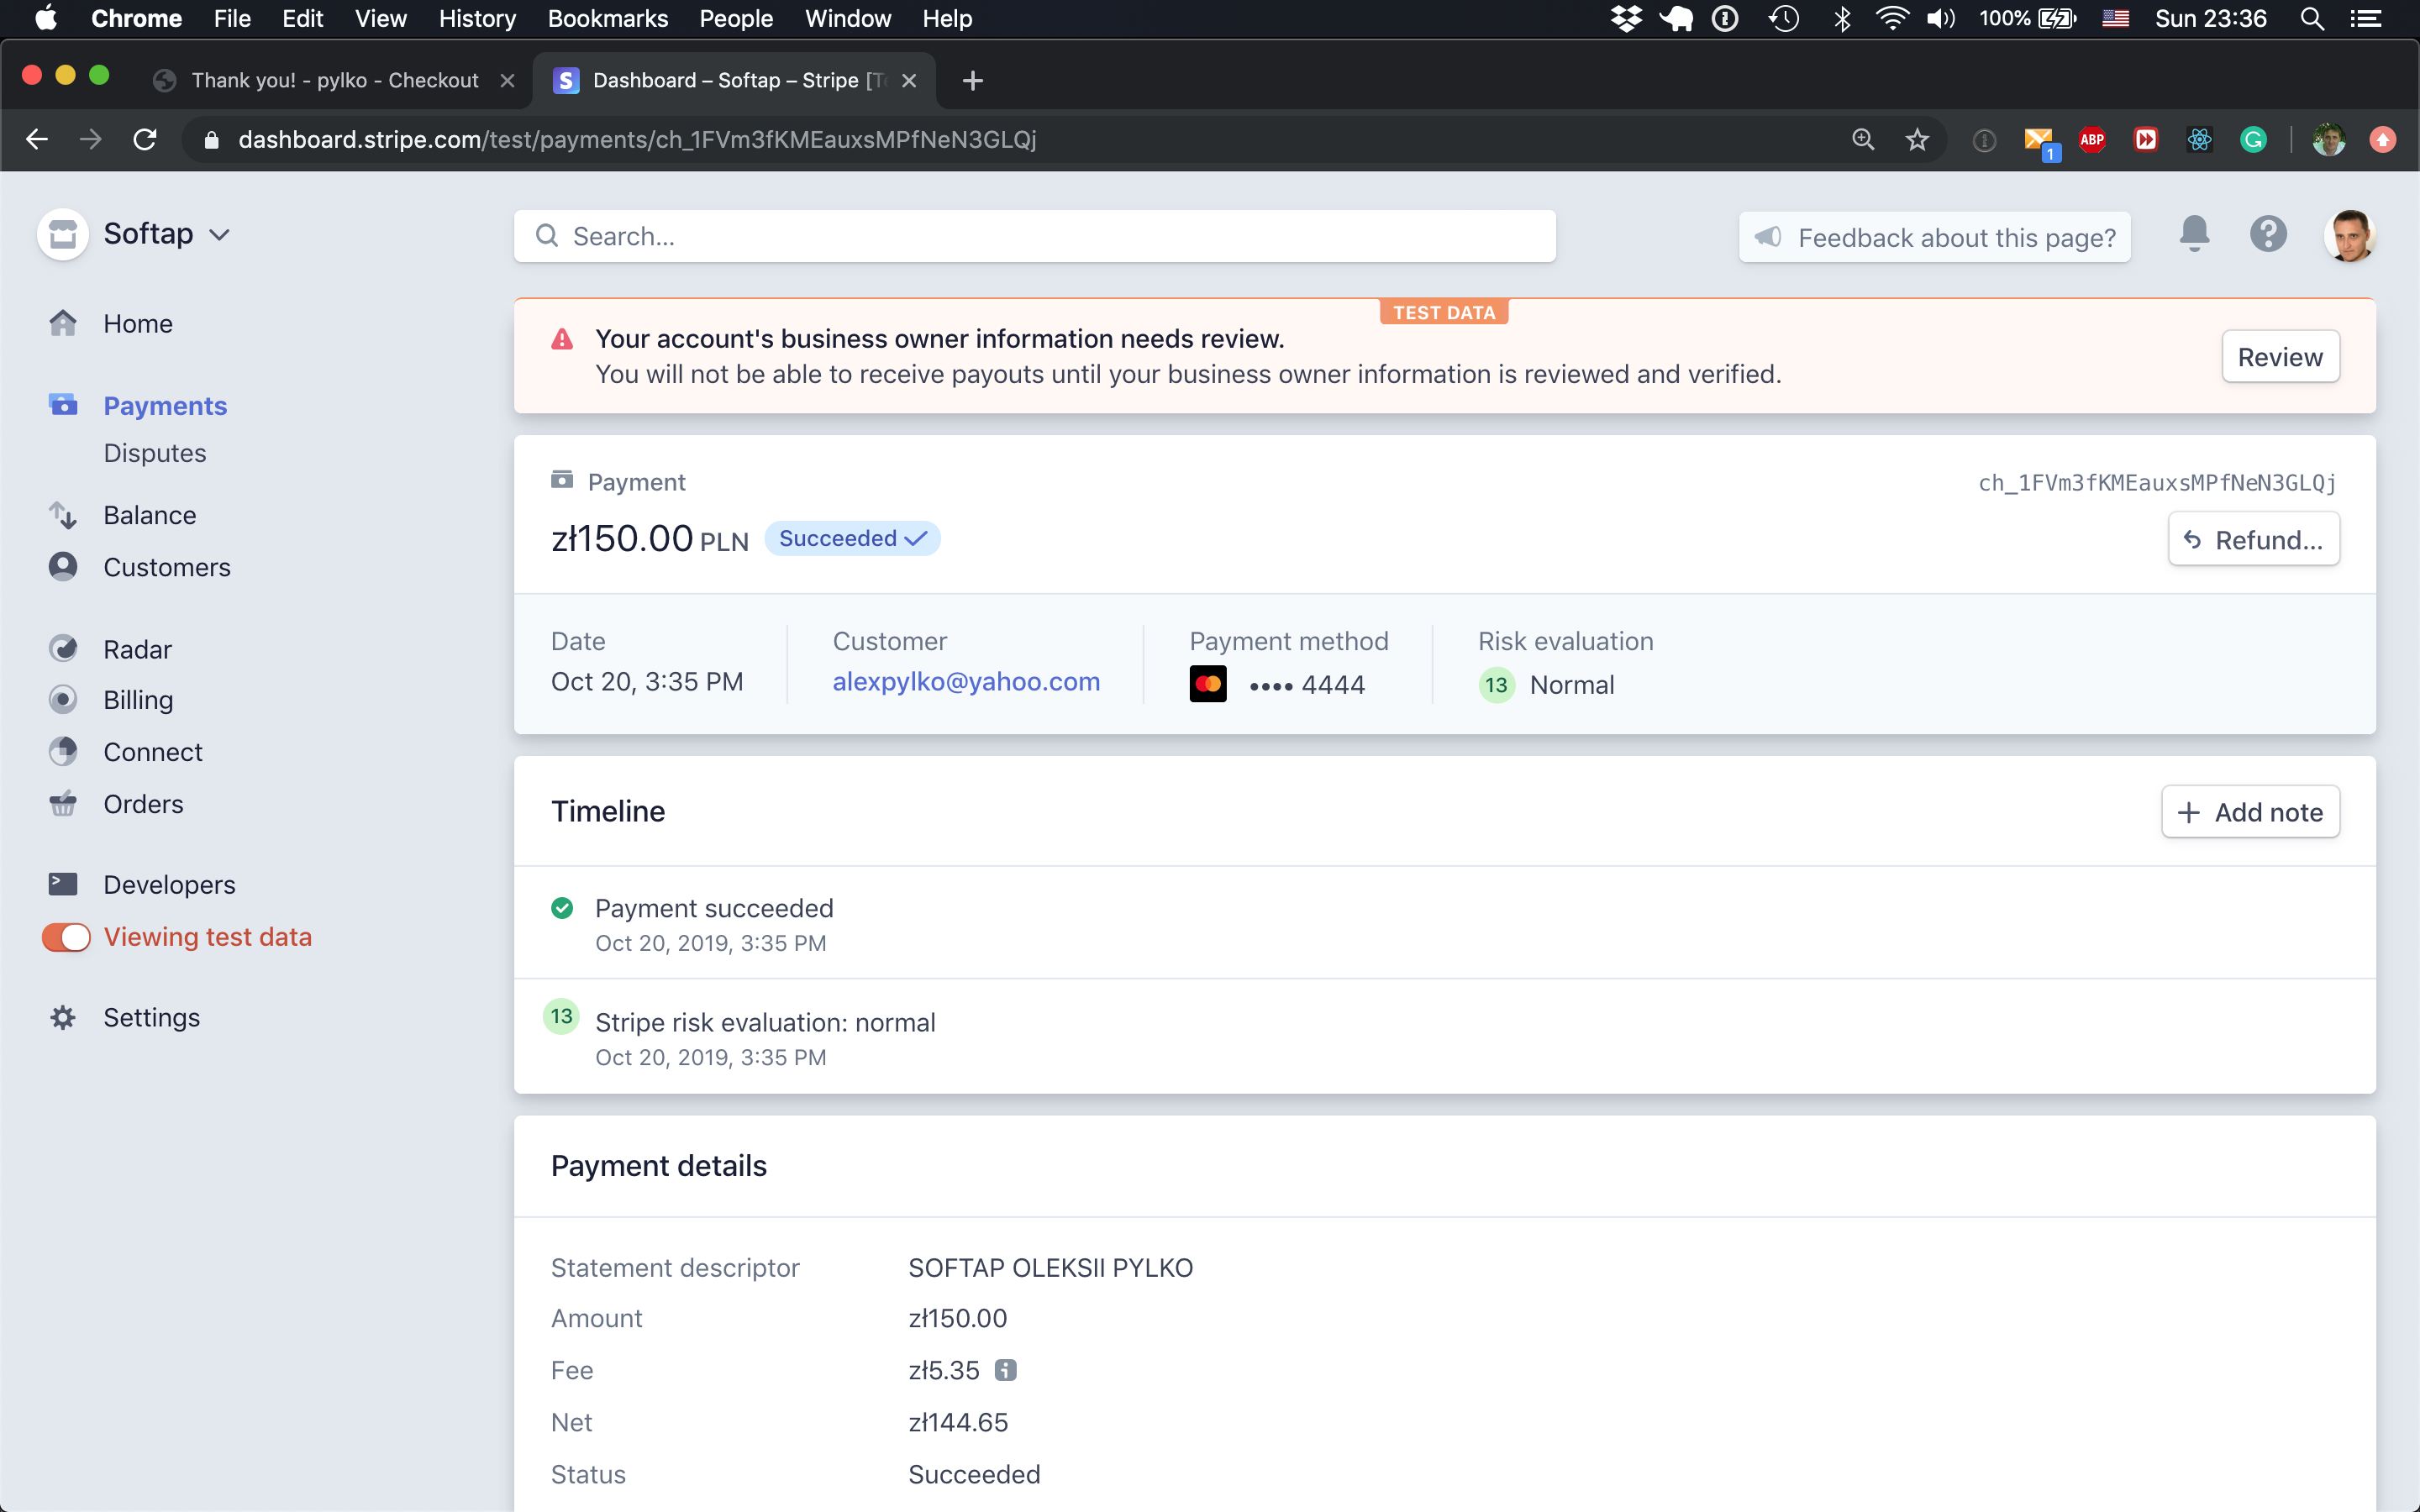 Chrome File Edit View History Bookmarks People Window Help 100% Sun 23:36
Thank you! - pylko - Checkout
Dashboard – Softap – Stripe [Te
dashboard.stripe.com/test/payments/ch_1FVm3fKMEauxsMPfNeN3GLQj
1
ABP
Softap
Search...
Feedback about this page?
Home
Payments
Disputes
Balance
Customers
Radar
Billing
Connect
Orders
Developers
Viewing test data
Settings
TEST DATA
Your account's business owner information needs review.
You will not be able to receive payouts until your business owner information is reviewed and verified.
Review
Payment
ch_1FVm3fKMEauxsMPfNeN3GLQj
zł150.00 PLN Succeeded
Refund...
Date Customer Payment method Risk evaluation
Oct 20, 3:35 PM alexpylko@yahoo.com •••• 4444 13 Normal
Timeline
Add note
Payment succeeded
Oct 20, 2019, 3:35 PM
13 Stripe risk evaluation: normal
Oct 20, 2019, 3:35 PM
Payment details
Statement descriptor SOFTAP OLEKSII PYLKO
Amount zł150.00
Fee zł5.35
Net zł144.65
Status Succeeded